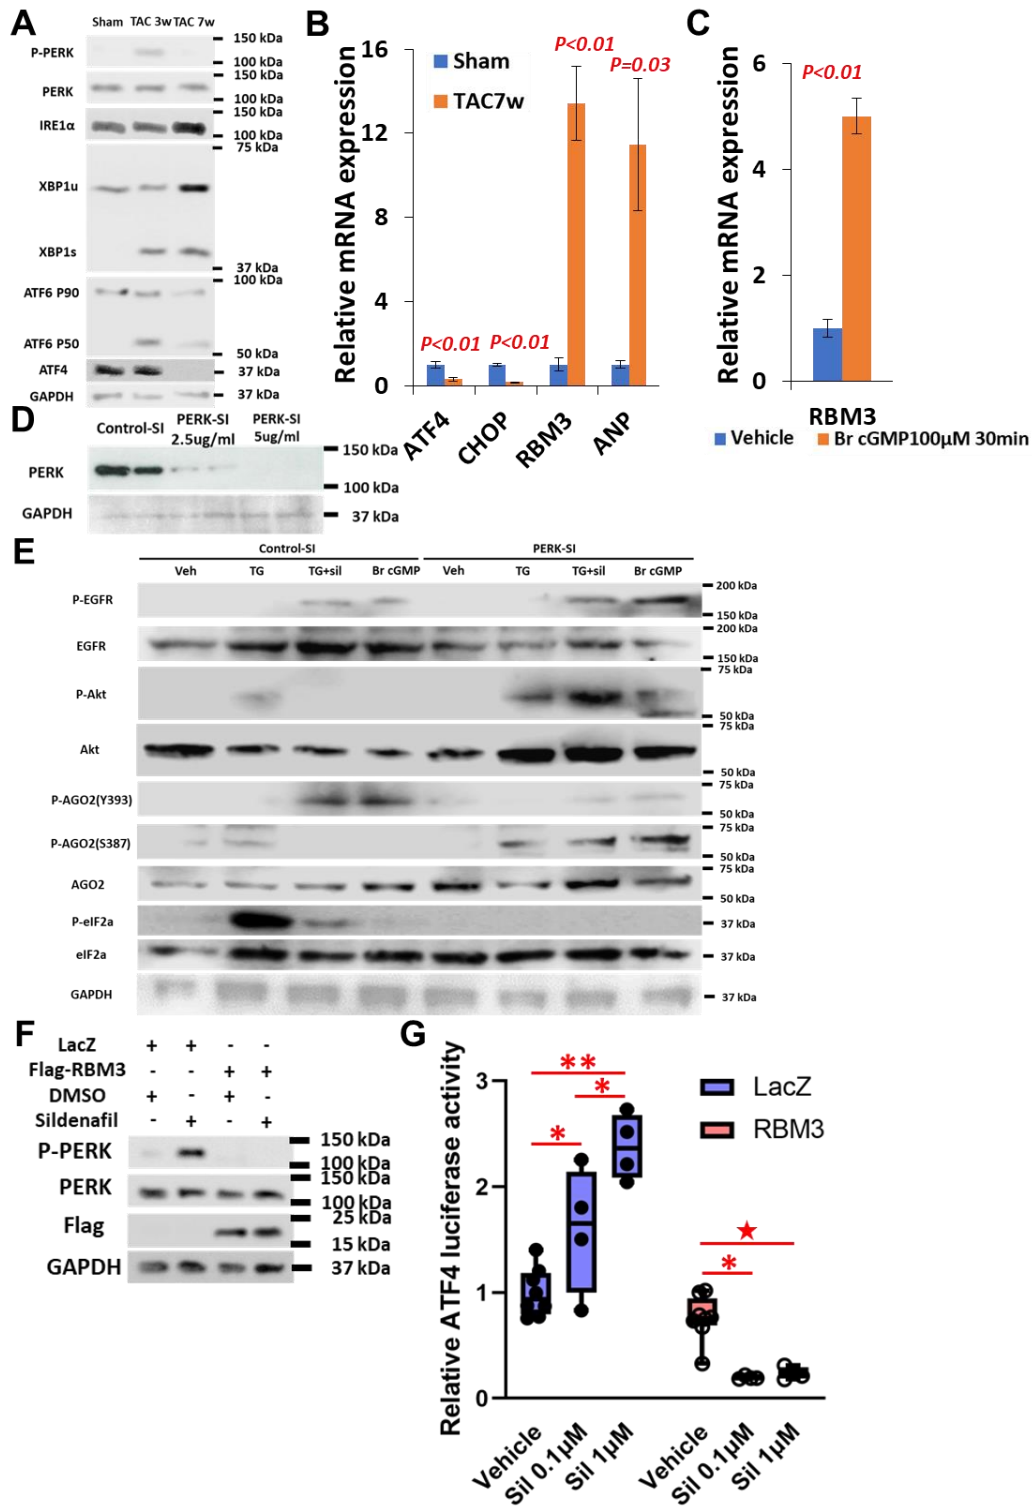 A
Sham TAC 3w TAC 7w
P-PERK
150 kDa
100 kDa
PERK
150 kDa
100 kDa
IRE1α
150 kDa
100 kDa
75 kDa
XBP1u
XBP1s
37 kDa
ATF6 P90
100 kDa
ATF6 P50
50 kDa
ATF4
37 kDa
GAPDH
37 kDa
B
Relative mRNA expression
16
12
8
4
0
Sham
TAC7w
P<0.01
P<0.01
P<0.01
P=0.03
ATF4
CHOP
RBM3
ANP
C
Relative mRNA expression
6
4
2
0
P<0.01
RBM3
Vehicle
Br cGMP100μM 30min
D
Control-SI
PERK-SI
2.5ug/ml
PERK-SI
5ug/ml
PERK
150 kDa
100 kDa
GAPDH
37 kDa
E
Control-SI
PERK-SI
Veh TG TG+sil Br cGMP Veh TG TG+sil Br cGMP
P-EGFR
200 kDa
150 kDa
EGFR
200 kDa
150 kDa
P-Akt
75 kDa
50 kDa
Akt
75 kDa
50 kDa
P-AGO2(Y393)
75 kDa
50 kDa
P-AGO2(S387)
75 kDa
50 kDa
AGO2
75 kDa
50 kDa
P-eIF2a
37 kDa
eIF2a
37 kDa
GAPDH
37 kDa
F
LacZ + + - -
Flag-RBM3 - - + +
DMSO + - + -
Sildenafil - + - +
P-PERK
150 kDa
100 kDa
PERK
150 kDa
100 kDa
Flag
25 kDa
15 kDa
GAPDH
37 kDa
G
Relative ATF4 luciferase activity
3
2
1
0
**
*
*
★
*
LacZ
RBM3
Vehicle
Sil 0.1μM
Sil 1μM
Vehicle
Sil 0.1μM
Sil 1μM